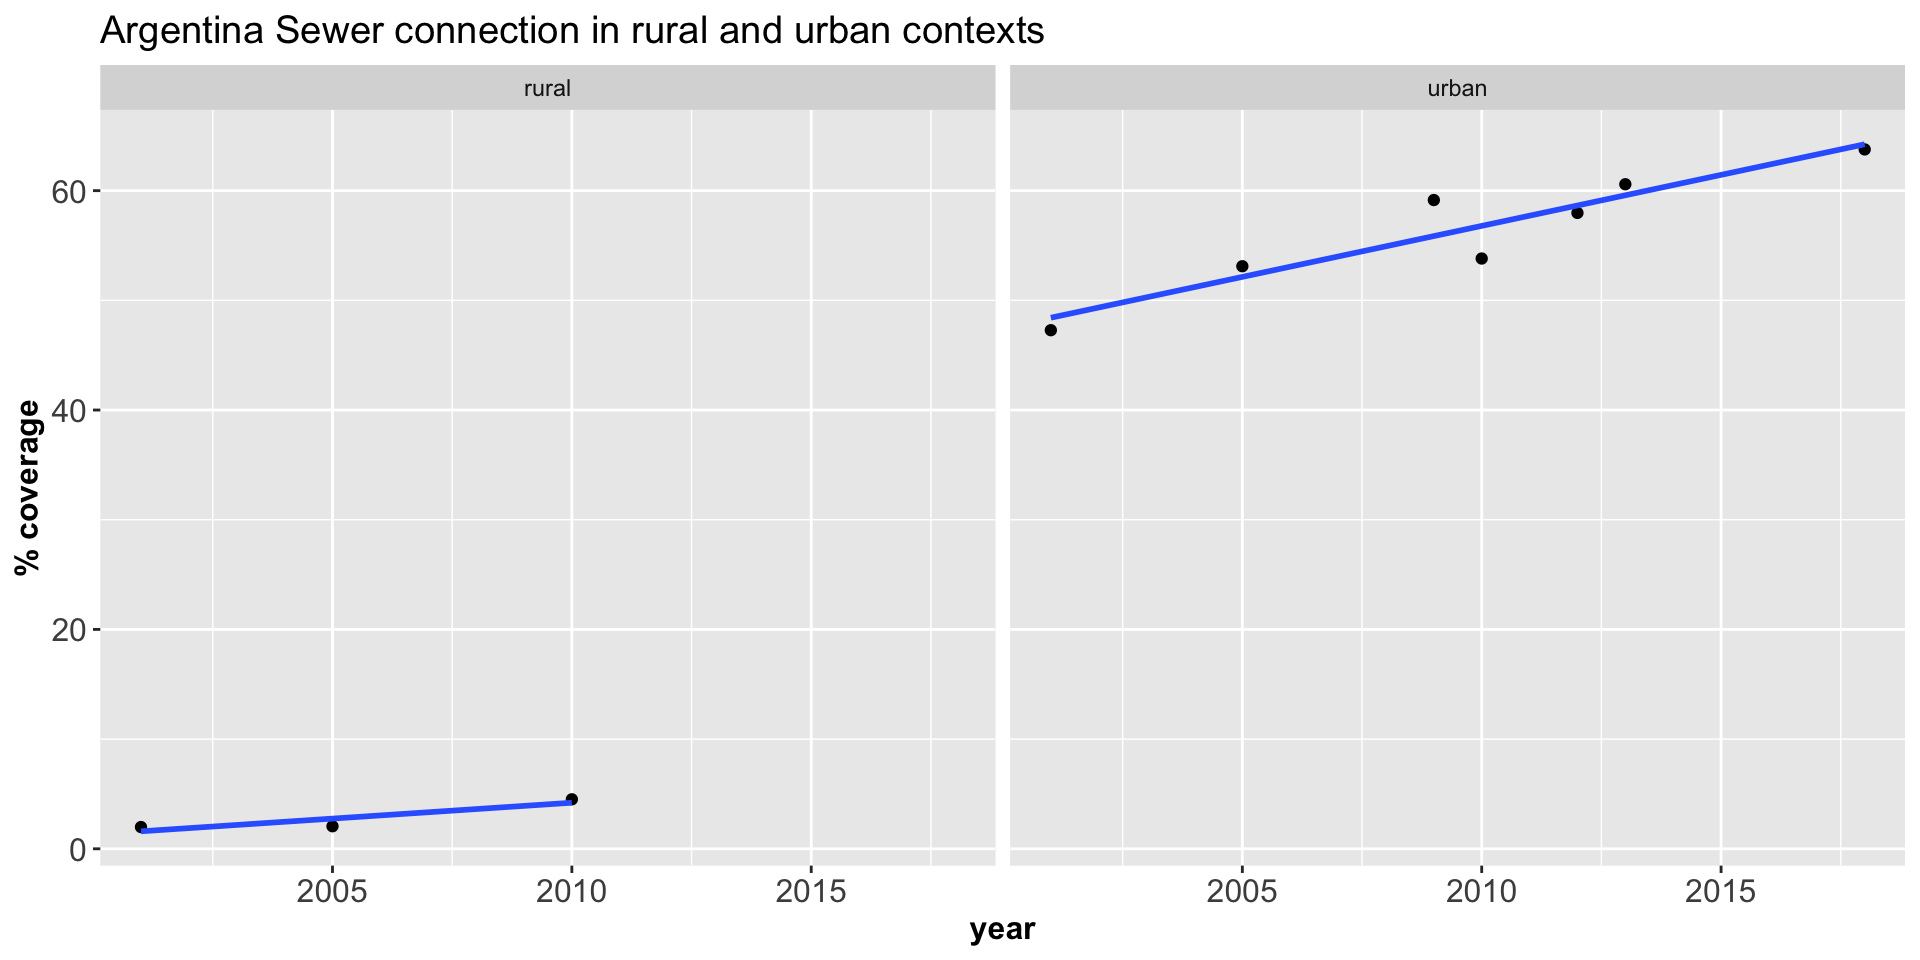 Argentina Sewer connection in rural and urban contexts
rural
urban
% coverage
60
40
20
0
2005 2010 2015
2005 2010 2015
year